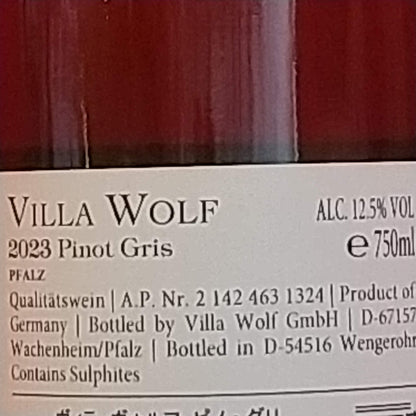 VILLA WOLF
ALC. 12.5% VOL
2023 Pinot Gris
℮ 750ml
PFALZ
Qualitätswein | A.P. Nr. 2 142 463 1324 | Product of
Germany | Bottled by Villa Wolf GmbH | D-67157
Wachenheim/Pfalz | Bottled in D-54516 Wengerohr
Contains Sulphites